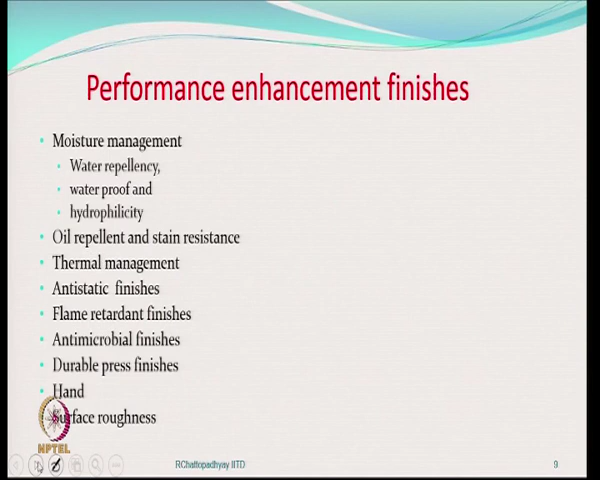 Performance enhancement finishes
Moisture management
Water repellency,
water proof and
hydrophilicity
Oil repellent and stain resistance
Thermal management
Antistatic finishes
Flame retardant finishes
Antimicrobial finishes
Durable press finishes
Hand
Surface roughness
NPTEL
RChattopadhyay IITD
9